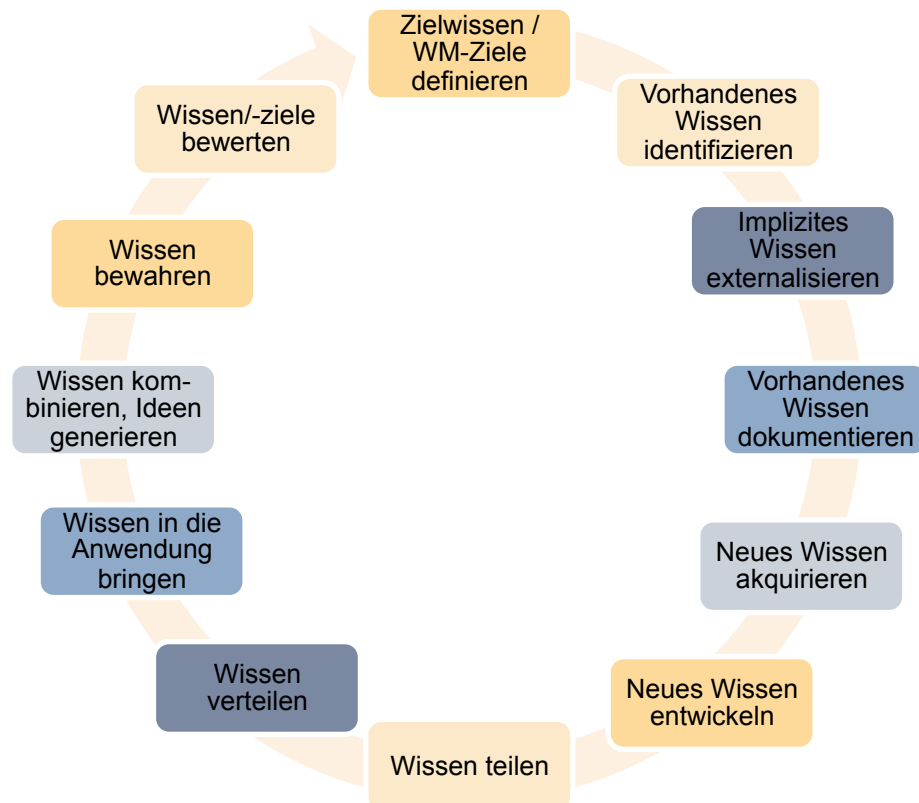 Zielwissen /
WM-Ziele
definieren
Vorhandenes
Wissen
identifizieren
Implizites
Wissen
externalisieren
Vorhandenes
Wissen
dokumentieren
Neues Wissen
akquirieren
Neues Wissen
entwickeln
Wissen teilen
Wissen
verteilen
Wissen in die
Anwendung
bringen
Wissen kom-
binieren, Ideen
generieren
Wissen
bewahren
Wissen/-ziele
bewerten